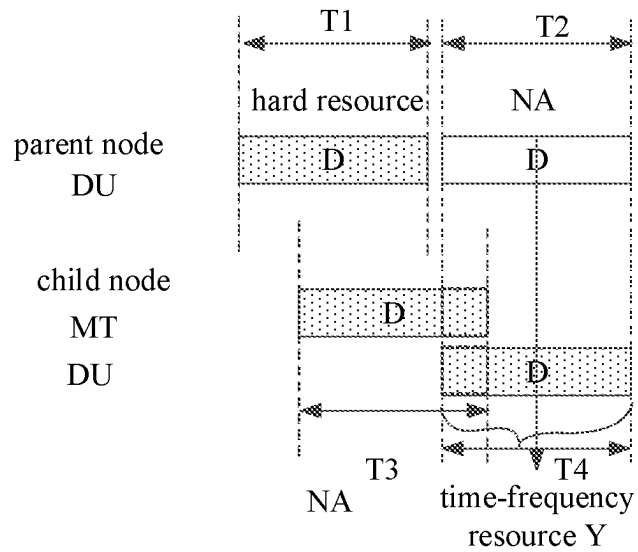 T1 T2
hard resource NA
parent node
DU
D D
child node
MT
D
DU
D
T3 T4
NA
time-frequency
resource Y